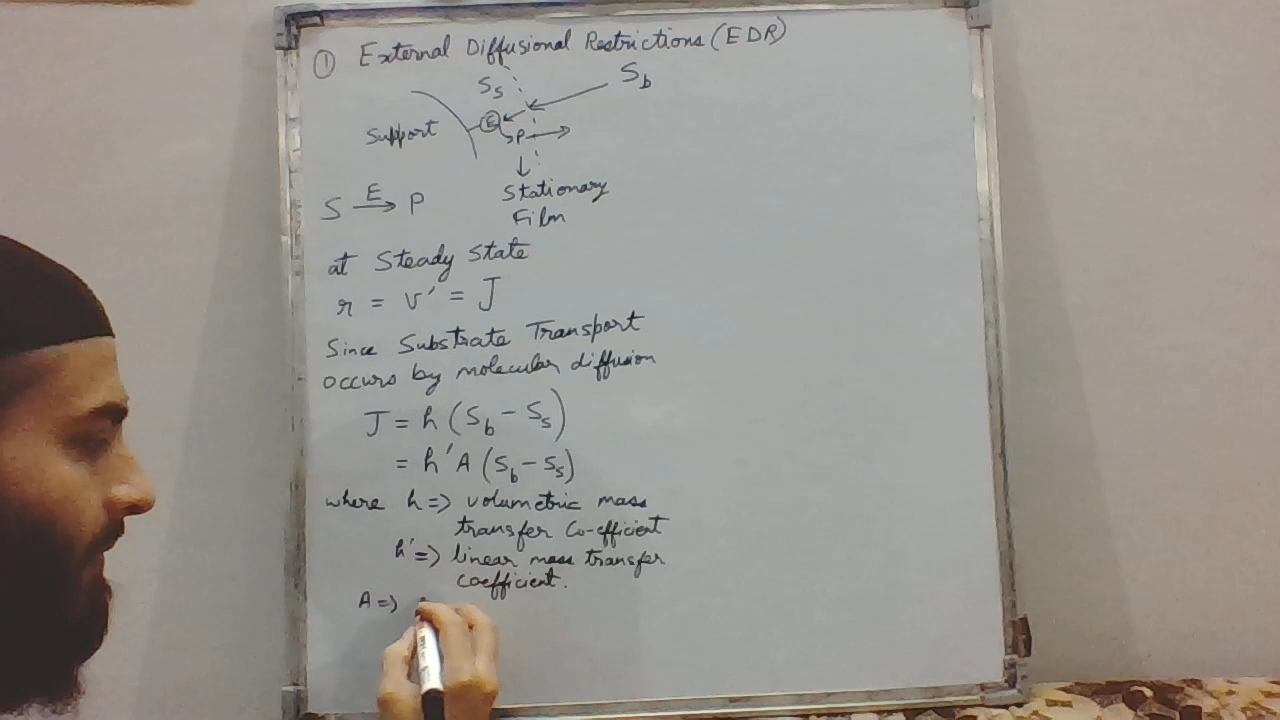 ① External Diffusional Restrictions (EDR)
Ss
Sb
Support
E
P
Stationary
Film
S E→ P
at Steady State
r = v' = J
Since Substrate Transport
occurs by molecular diffusion
J = h (Sb - Ss)
= h'A (Sb - Ss)
where h => volumetric mass
transfer Co-efficient
h' => linear mass transfer
coefficient.
A =>